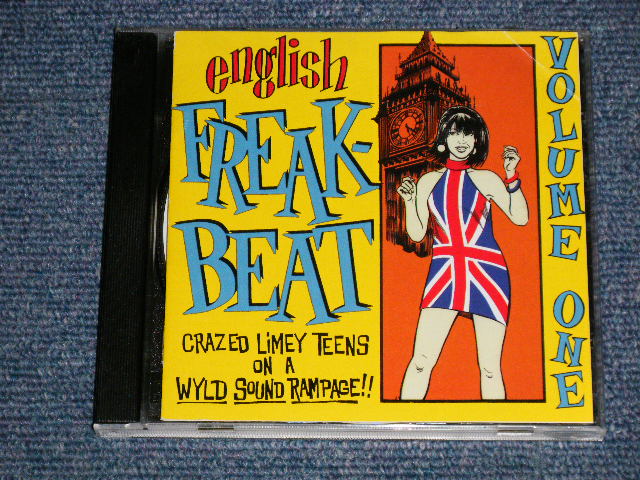 english
FREAK-
BEAT
CRAZED LiMEY TEENS
ON A
WYLD SOUND RAMPAGE!!
VOLUME ONE